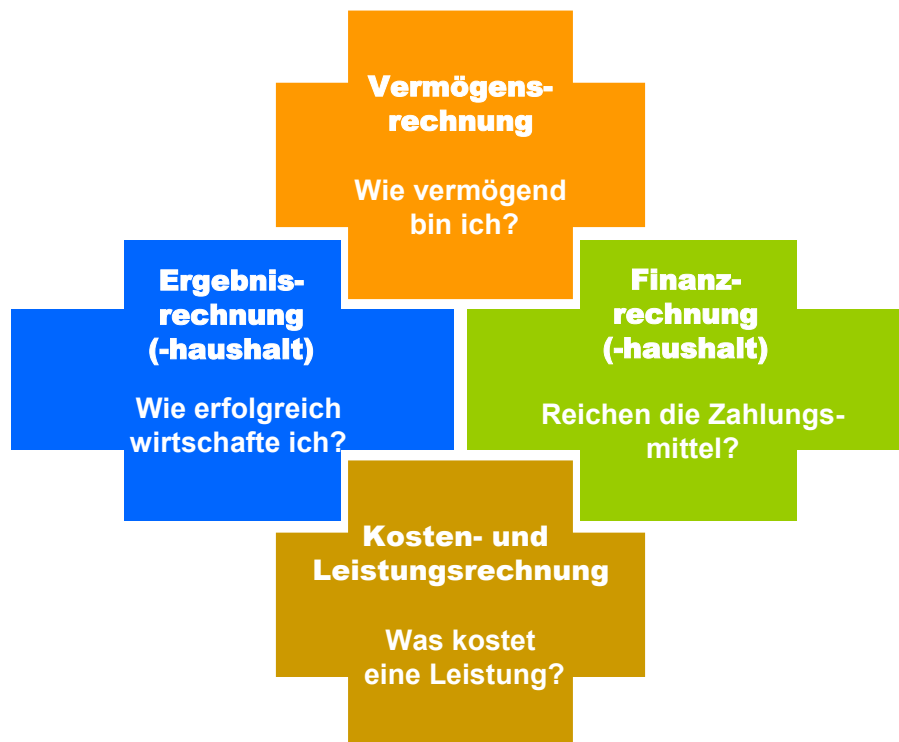 Vermögens-
rechnung
Wie vermögend
bin ich?
Ergebnis-
rechnung
(-haushalt)
Wie erfolgreich
wirtschafte ich?
Finanz-
rechnung
(-haushalt)
Reichen die Zahlungs-
mittel?
Kosten- und
Leistungsrechnung
Was kostet
eine Leistung?